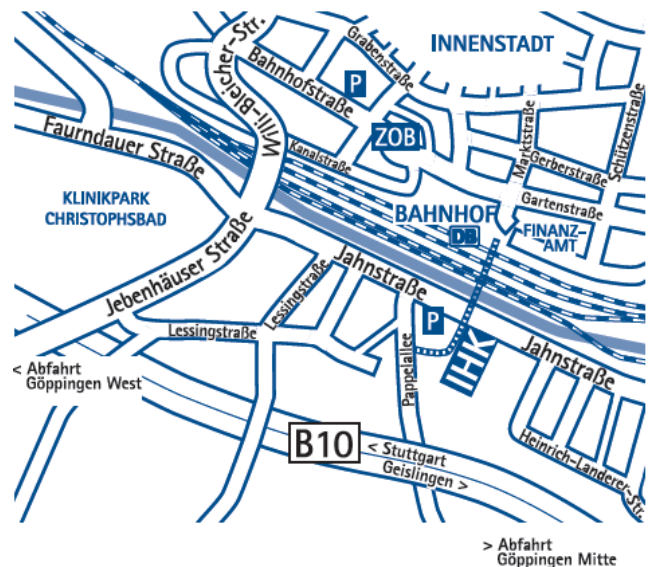 INNENSTADT
Grabenstraße
Willi-Bleicher-Str.
Bahnhofstraße
P
ZOB
Kanalstraße
Marktstraße
Schützenstraße
Gerberstraße
Gartenstraße
Faurndauer Straße
KLINIKPARK
CHRISTOPHSBAD
BAHNHOF
DB
FINANZ-
AMT
Jebenhäuser Straße
Jahnstraße
Lessingstraße
Lessingstraße
P
Pappelallee
IHK
Jahnstraße
< Abfahrt
Göppingen West
B10
< Stuttgart
Geislingen >
Heinrich-Landerer-Str.
> Abfahrt
Göppingen Mitte